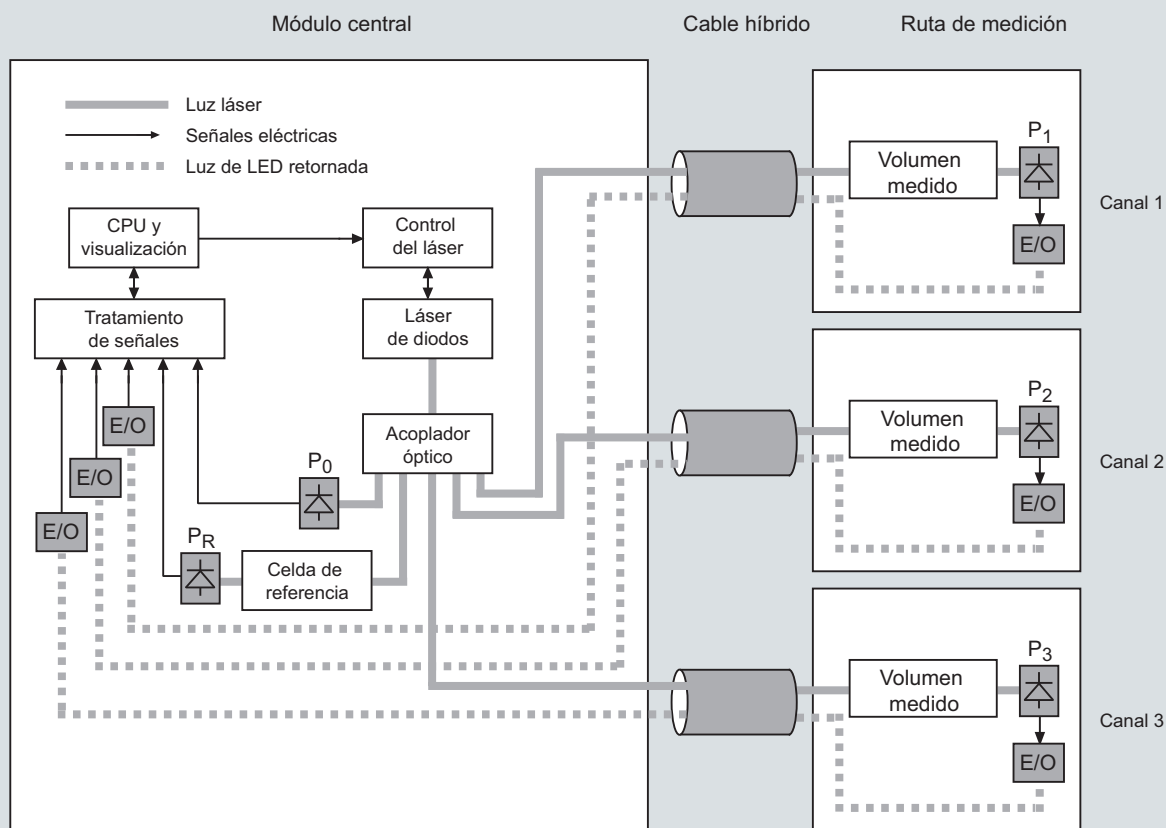 Módulo central
Cable híbrido
Ruta de medición
Luz láser
Señales eléctricas
Luz de LED retornada
CPU y
visualización
Control
del láser
Tratamiento
de señales
Láser
de diodos
Acoplador
óptico
E/O
E/O
E/O
P0
PR
Celda de
referencia
Volumen
medido
P1
E/O
Canal 1
Volumen
medido
P2
E/O
Canal 2
Volumen
medido
P3
E/O
Canal 3